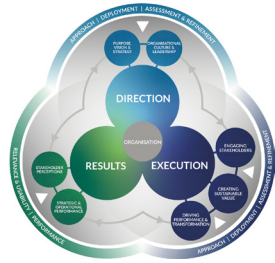 APPROACH | DEPLOYMENT | ASSESSMENT & REFINEMENT
PURPOSE
VISION &
STRATEGY
ORGANISATIONAL
CULTURE &
LEADERSHIP
DIRECTION
ORGANISATION
RESULTS
EXECUTION
STAKEHOLDER
PERCEPTIONS
STRATEGIC &
OPERATIONAL
PERFORMANCE
ENGAGING
STAKEHOLDERS
CREATING
SUSTAINABLE
VALUE
DRIVING
PERFORMANCE &
TRANSFORMATION
RELEVANCE & USABILITY | PERFORMANCE
APPROACH | DEPLOYMENT | ASSESSMENT & REFINEMENT